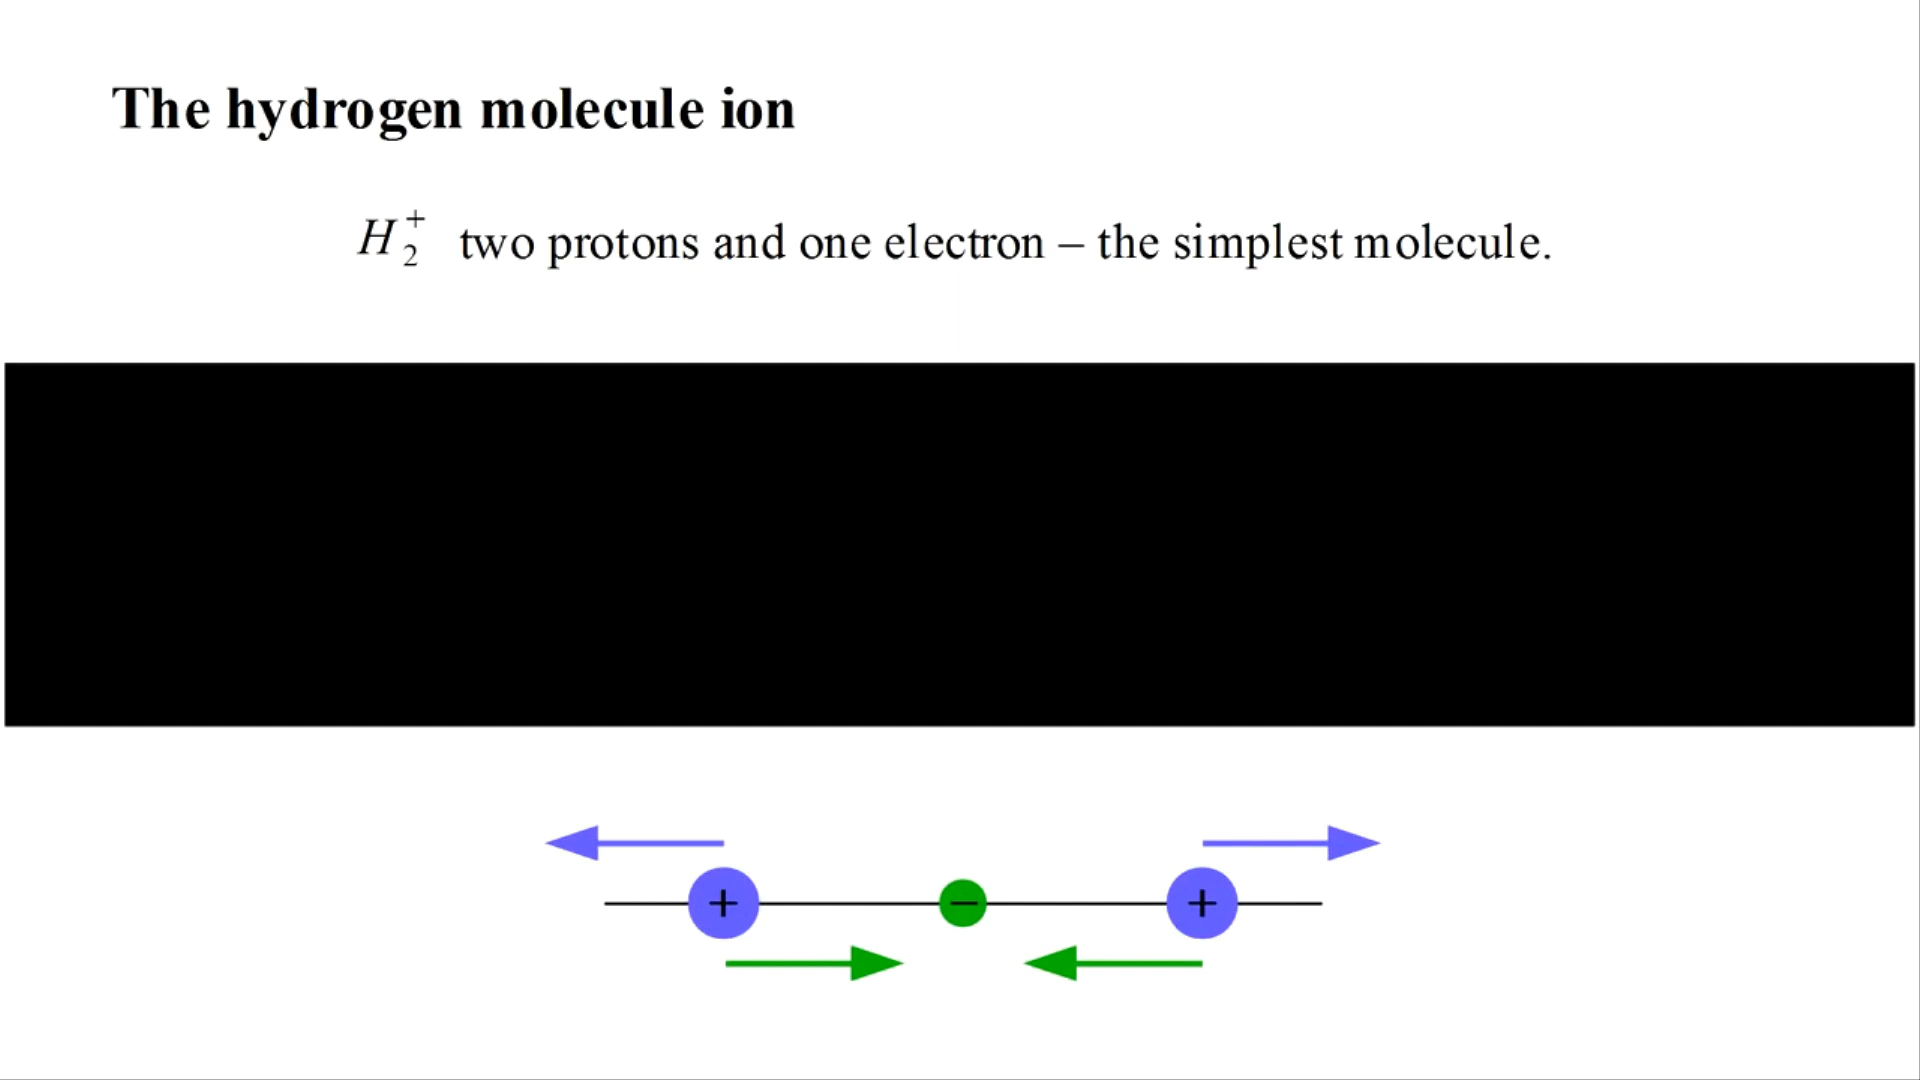 The hydrogen molecule ion
H₂⁺ two protons and one electron – the simplest molecule.
+ − +